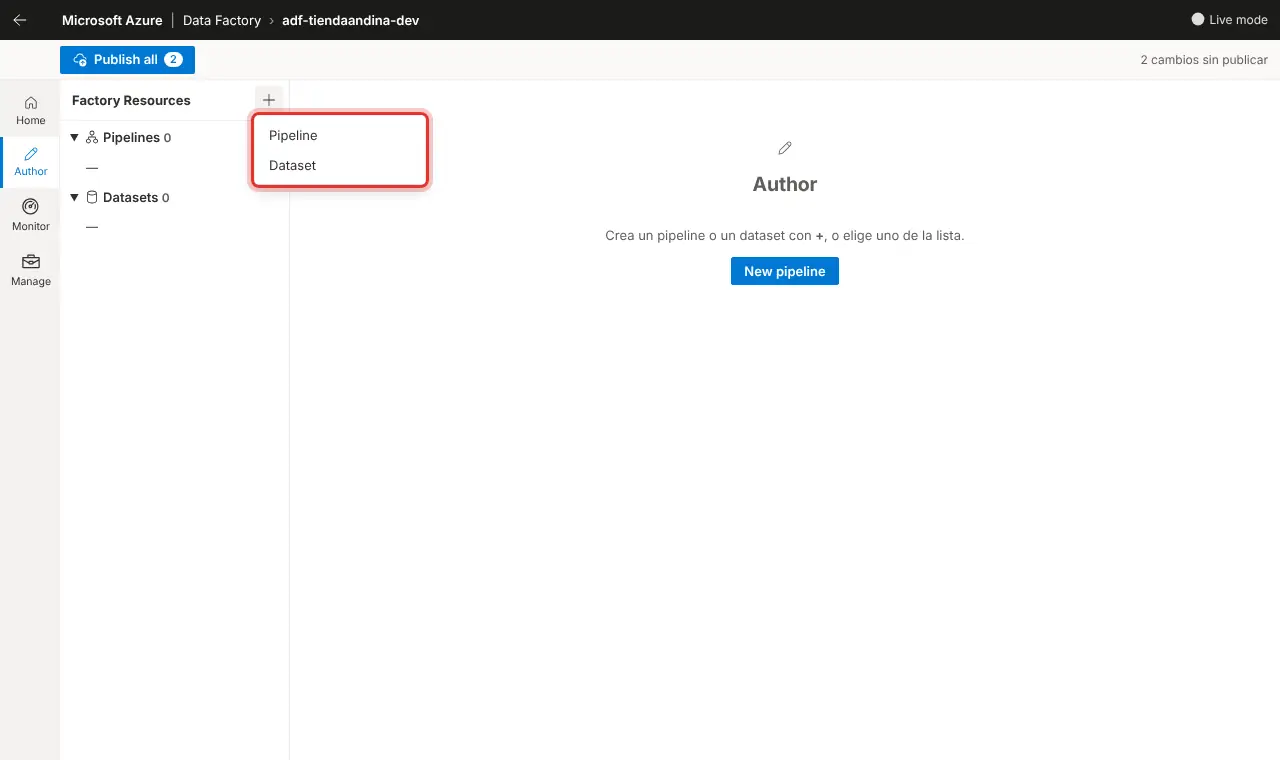 Microsoft Azure | Data Factory › adf-tiendaandina-dev
Live mode
Publish all 2
2 cambios sin publicar
Home
Author
Monitor
Manage
Factory Resources
Pipelines 0
—
Datasets 0
—
Pipeline
Dataset
Author
Crea un pipeline o un dataset con +, o elige uno de la lista.
New pipeline